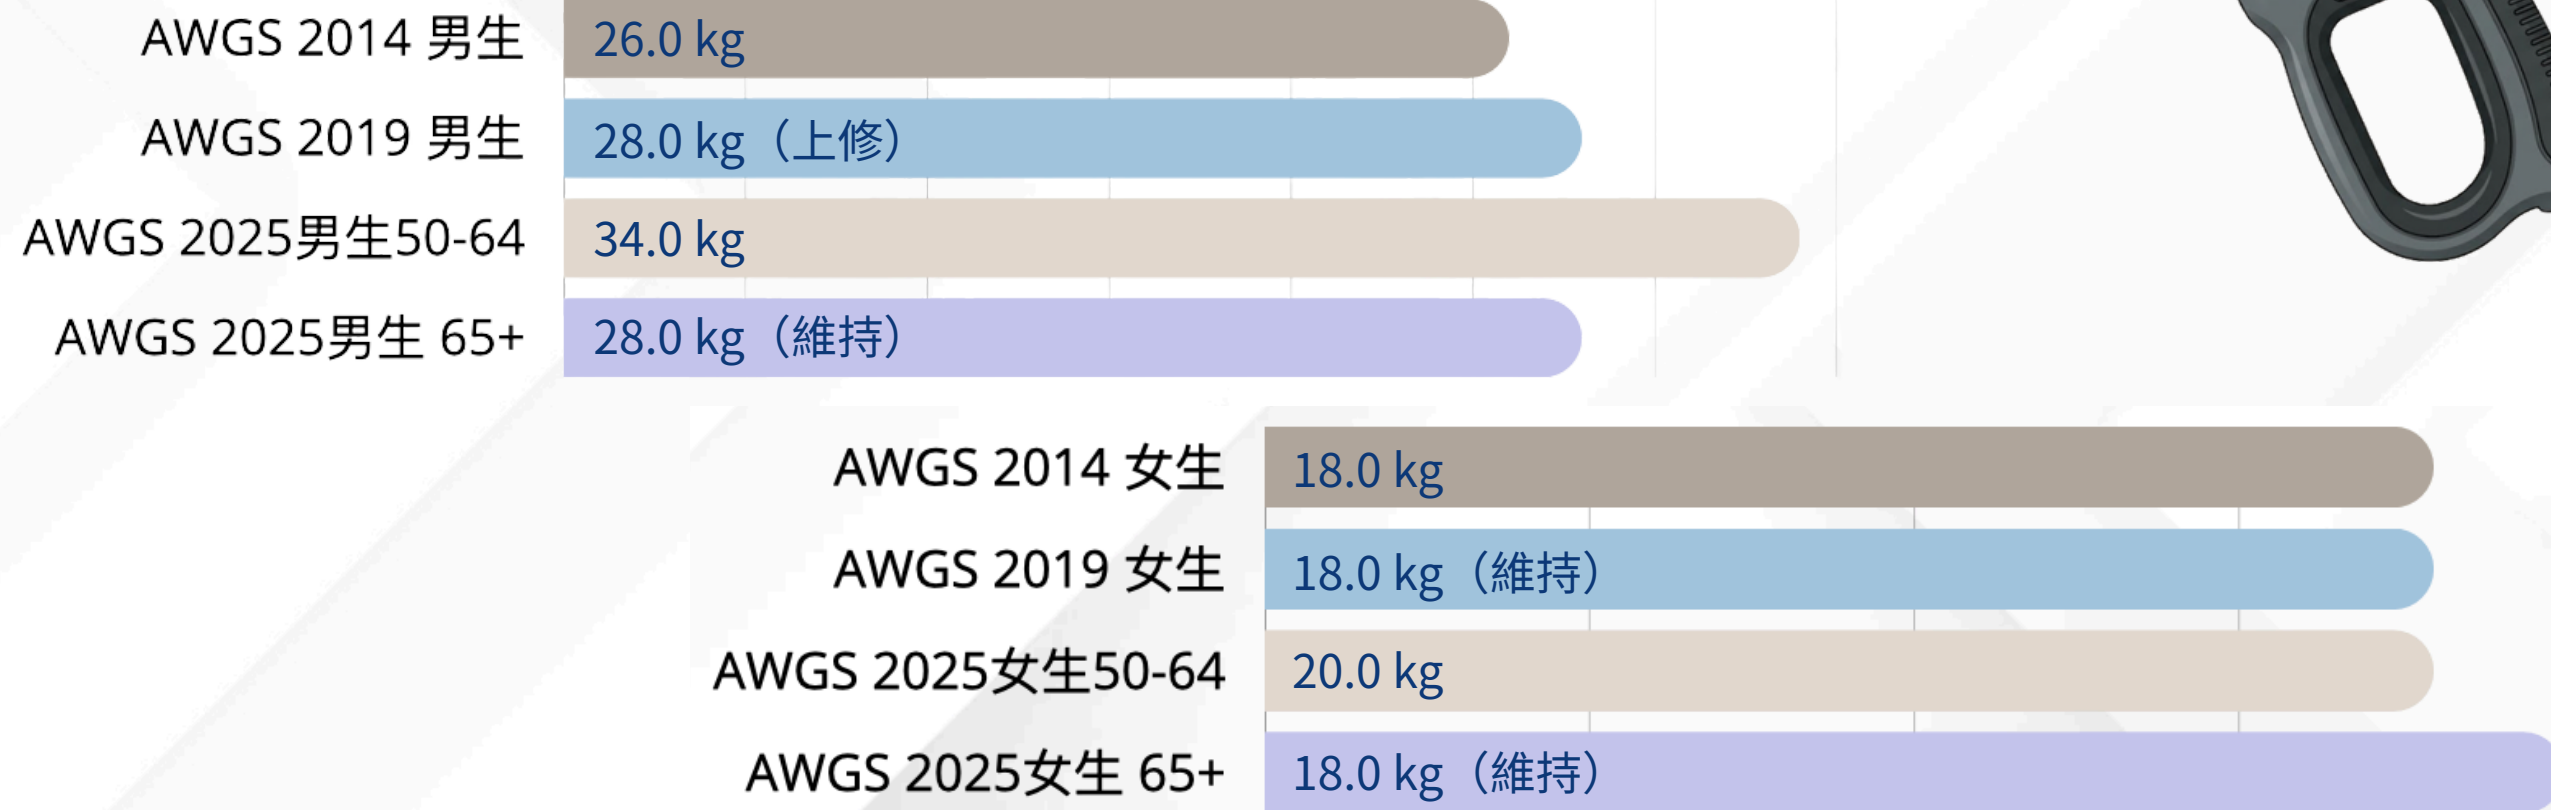 AWGS 2014 男生 26.0 kg
AWGS 2019 男生 28.0 kg（上修）
AWGS 2025男生50-64 34.0 kg
AWGS 2025男生 65+ 28.0 kg（維持）
AWGS 2014 女生 18.0 kg
AWGS 2019 女生 18.0 kg（維持）
AWGS 2025女生50-64 20.0 kg
AWGS 2025女生 65+ 18.0 kg（維持）